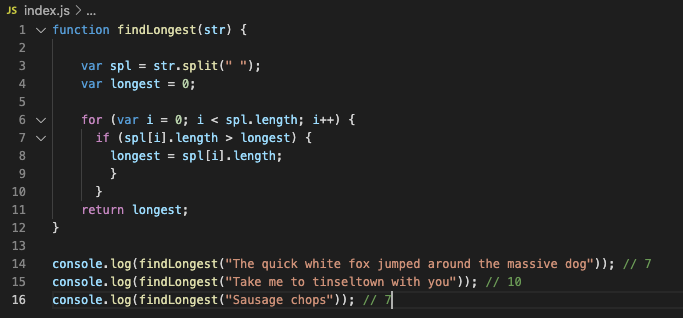 JS index.js > ...
1 function findLongest(str) {
2
3 var spl = str.split(" ");
4 var longest = 0;
5
6 for (var i = 0; i < spl.length; i++) {
7 if (spl[i].length > longest) {
8 longest = spl[i].length;
9 }
10 }
11 return longest;
12 }
13
14 console.log(findLongest("The quick white fox jumped around the massive dog")); // 7
15 console.log(findLongest("Take me to tinseltown with you")); // 10
16 console.log(findLongest("Sausage chops")); // 7